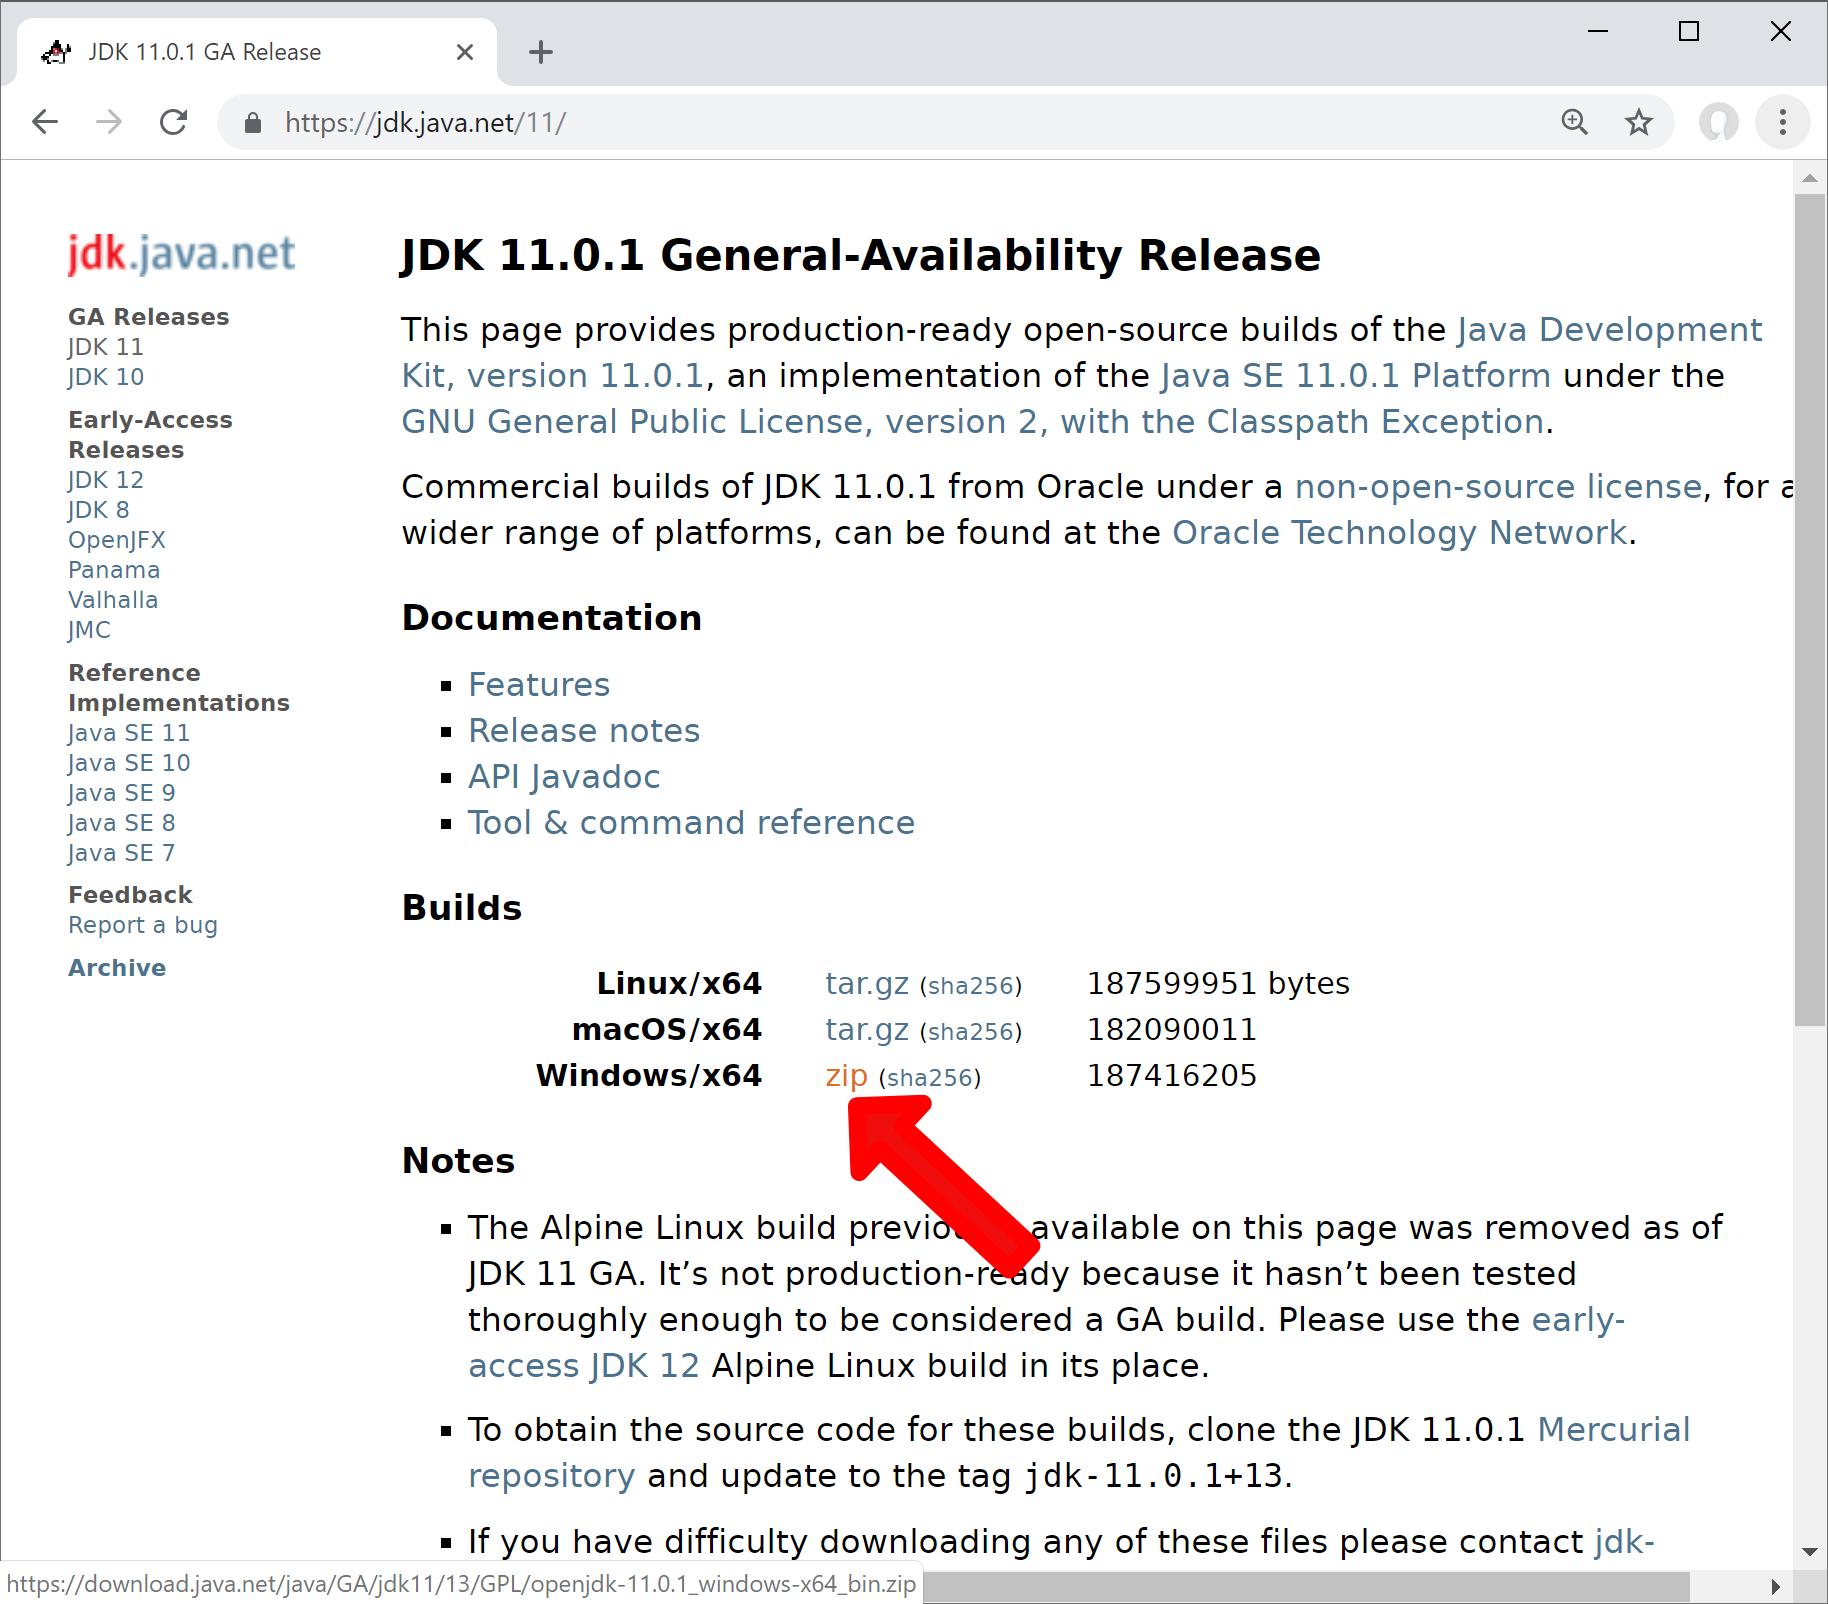 JDK 11.0.1 GA Release
https://jdk.java.net/11/
jdk.java.net
GA Releases
JDK 11
JDK 10
Early-Access
Releases
JDK 12
JDK 8
OpenJFX
Panama
Valhalla
JMC
Reference
Implementations
Java SE 11
Java SE 10
Java SE 9
Java SE 8
Java SE 7
Feedback
Report a bug
Archive
JDK 11.0.1 General-Availability Release
This page provides production-ready open-source builds of the Java Development
Kit, version 11.0.1, an implementation of the Java SE 11.0.1 Platform under the
GNU General Public License, version 2, with the Classpath Exception.
Commercial builds of JDK 11.0.1 from Oracle under a non-open-source license, for a
wider range of platforms, can be found at the Oracle Technology Network.
Documentation
▪ Features
▪ Release notes
▪ API Javadoc
▪ Tool & command reference
Builds
Linux/x64 tar.gz (sha256) 187599951 bytes
macOS/x64 tar.gz (sha256) 182090011
Windows/x64 zip (sha256) 187416205
Notes
▪ The Alpine Linux build available on this page was removed as of
JDK 11 GA. It’s not production-ready because it hasn’t been tested
thoroughly enough to be considered a GA build. Please use the early-
access JDK 12 Alpine Linux build in its place.
▪ To obtain the source code for these builds, clone the JDK 11.0.1 Mercurial
repository and update to the tag jdk-11.0.1+13.
▪ If you have difficulty downloading any of these files please contact jdk-
https://download.java.net/java/GA/jdk11/13/GPL/openjdk-11.0.1_windows-x64_bin.zip